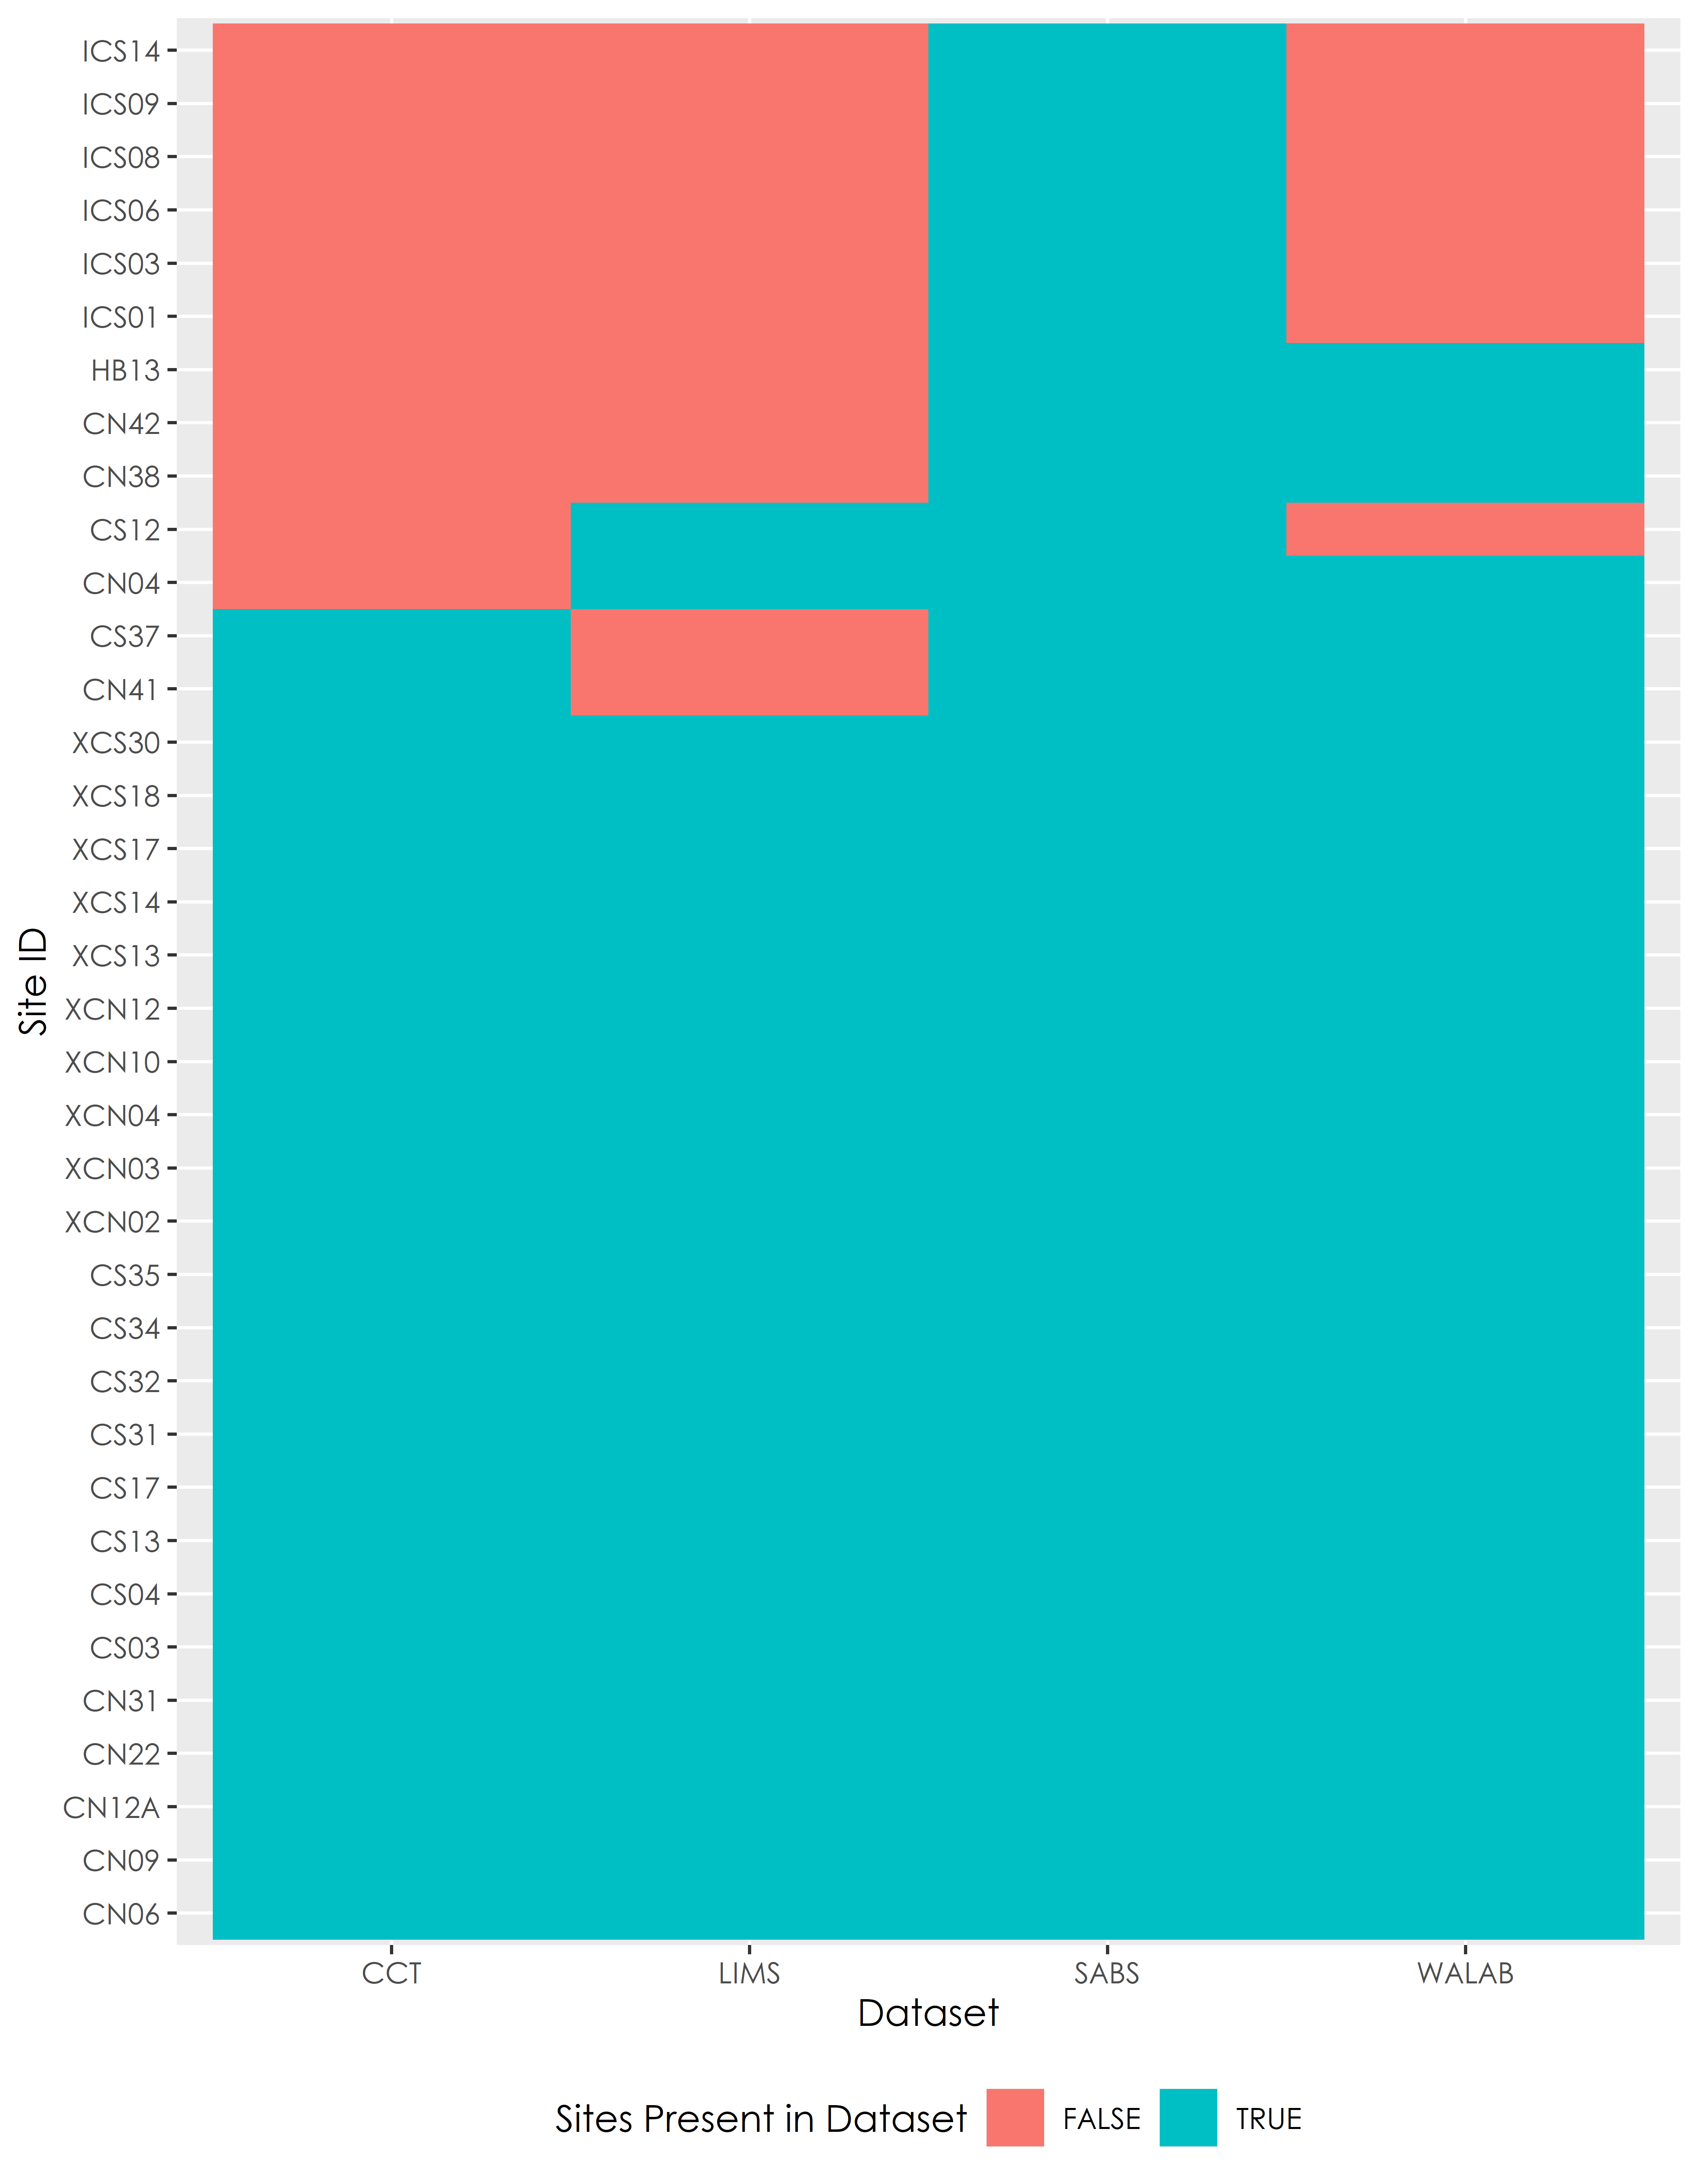 ICS14
ICS09
ICS08
ICS06
ICS03
ICS01
HB13
CN42
CN38
CS12
CN04
CS37
CN41
XCS30
XCS18
XCS17
XCS14
XCS13
XCN12
XCN10
XCN04
XCN03
XCN02
CS35
CS34
CS32
CS31
CS17
CS13
CS04
CS03
CN31
CN22
CN12A
CN09
CN06
Site ID
CCT LIMS SABS WALAB
Dataset
Sites Present in Dataset FALSE TRUE